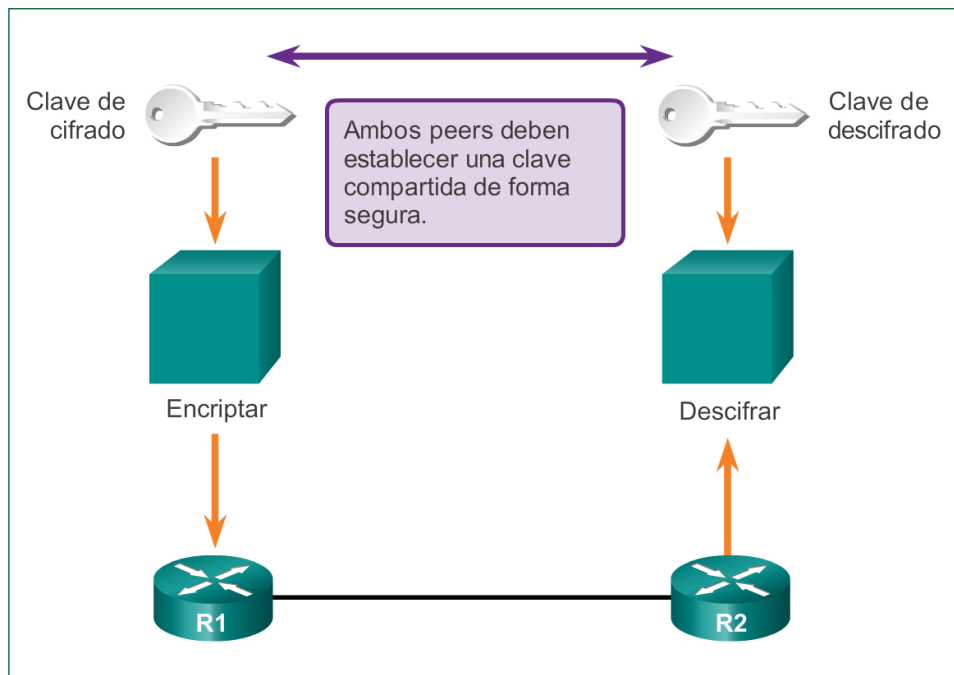 Clave de
cifrado
Ambos peers deben
establecer una clave
compartida de forma
segura.
Clave de
descifrado
Encriptar
Descifrar
R1
R2